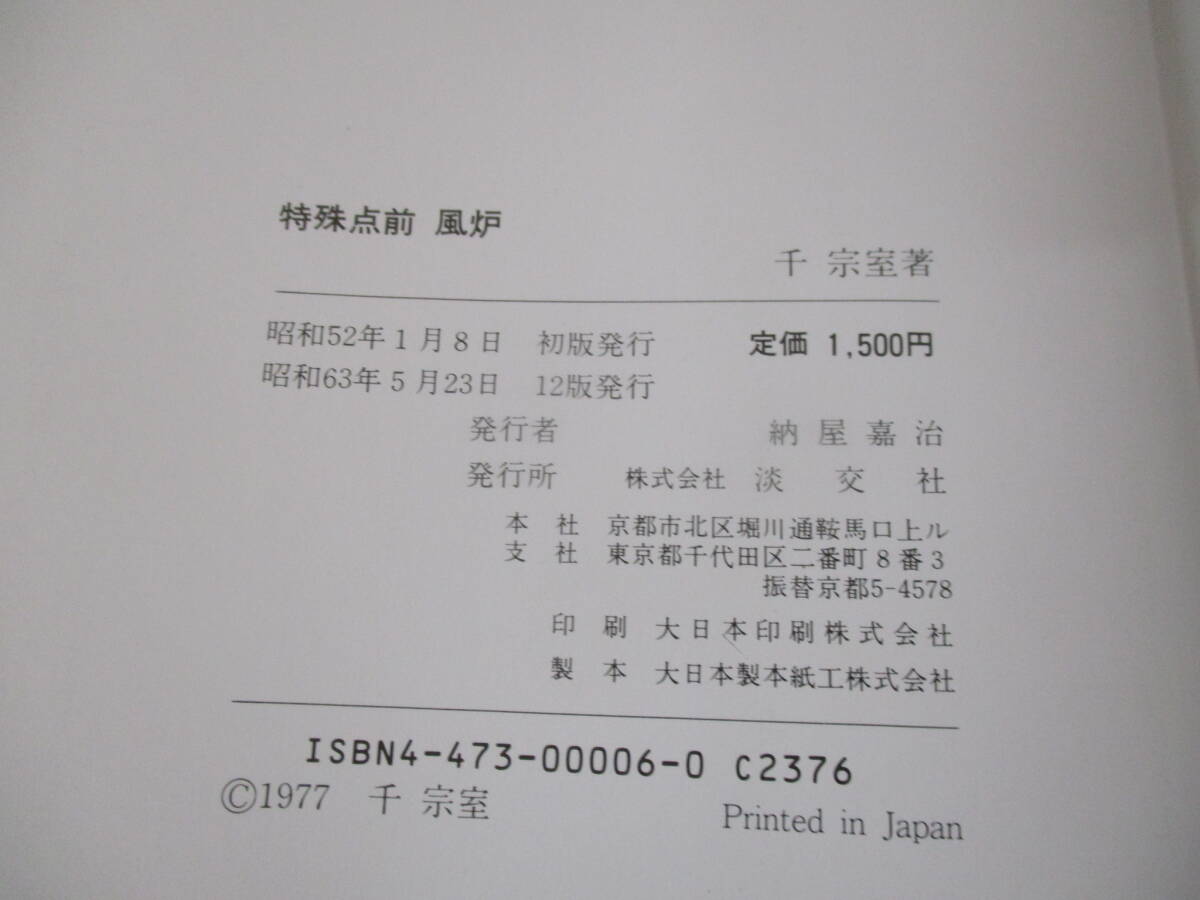 特殊点前 風炉
千 宗室著
昭和52年1月8日 初版発行 定価 1,500円
昭和63年5月23日 12版発行
発行者 納屋嘉治
発行所 株式会社 淡交社
本社 京都市北区堀川通鞍馬口上ル
支社 東京都千代田区二番町8番3
振替京都5-4578
印刷 大日本印刷株式会社
製本 大日本製本紙工株式会社
ISBN4-473-00006-0 C2376
©1977 千 宗室 Printed in Japan